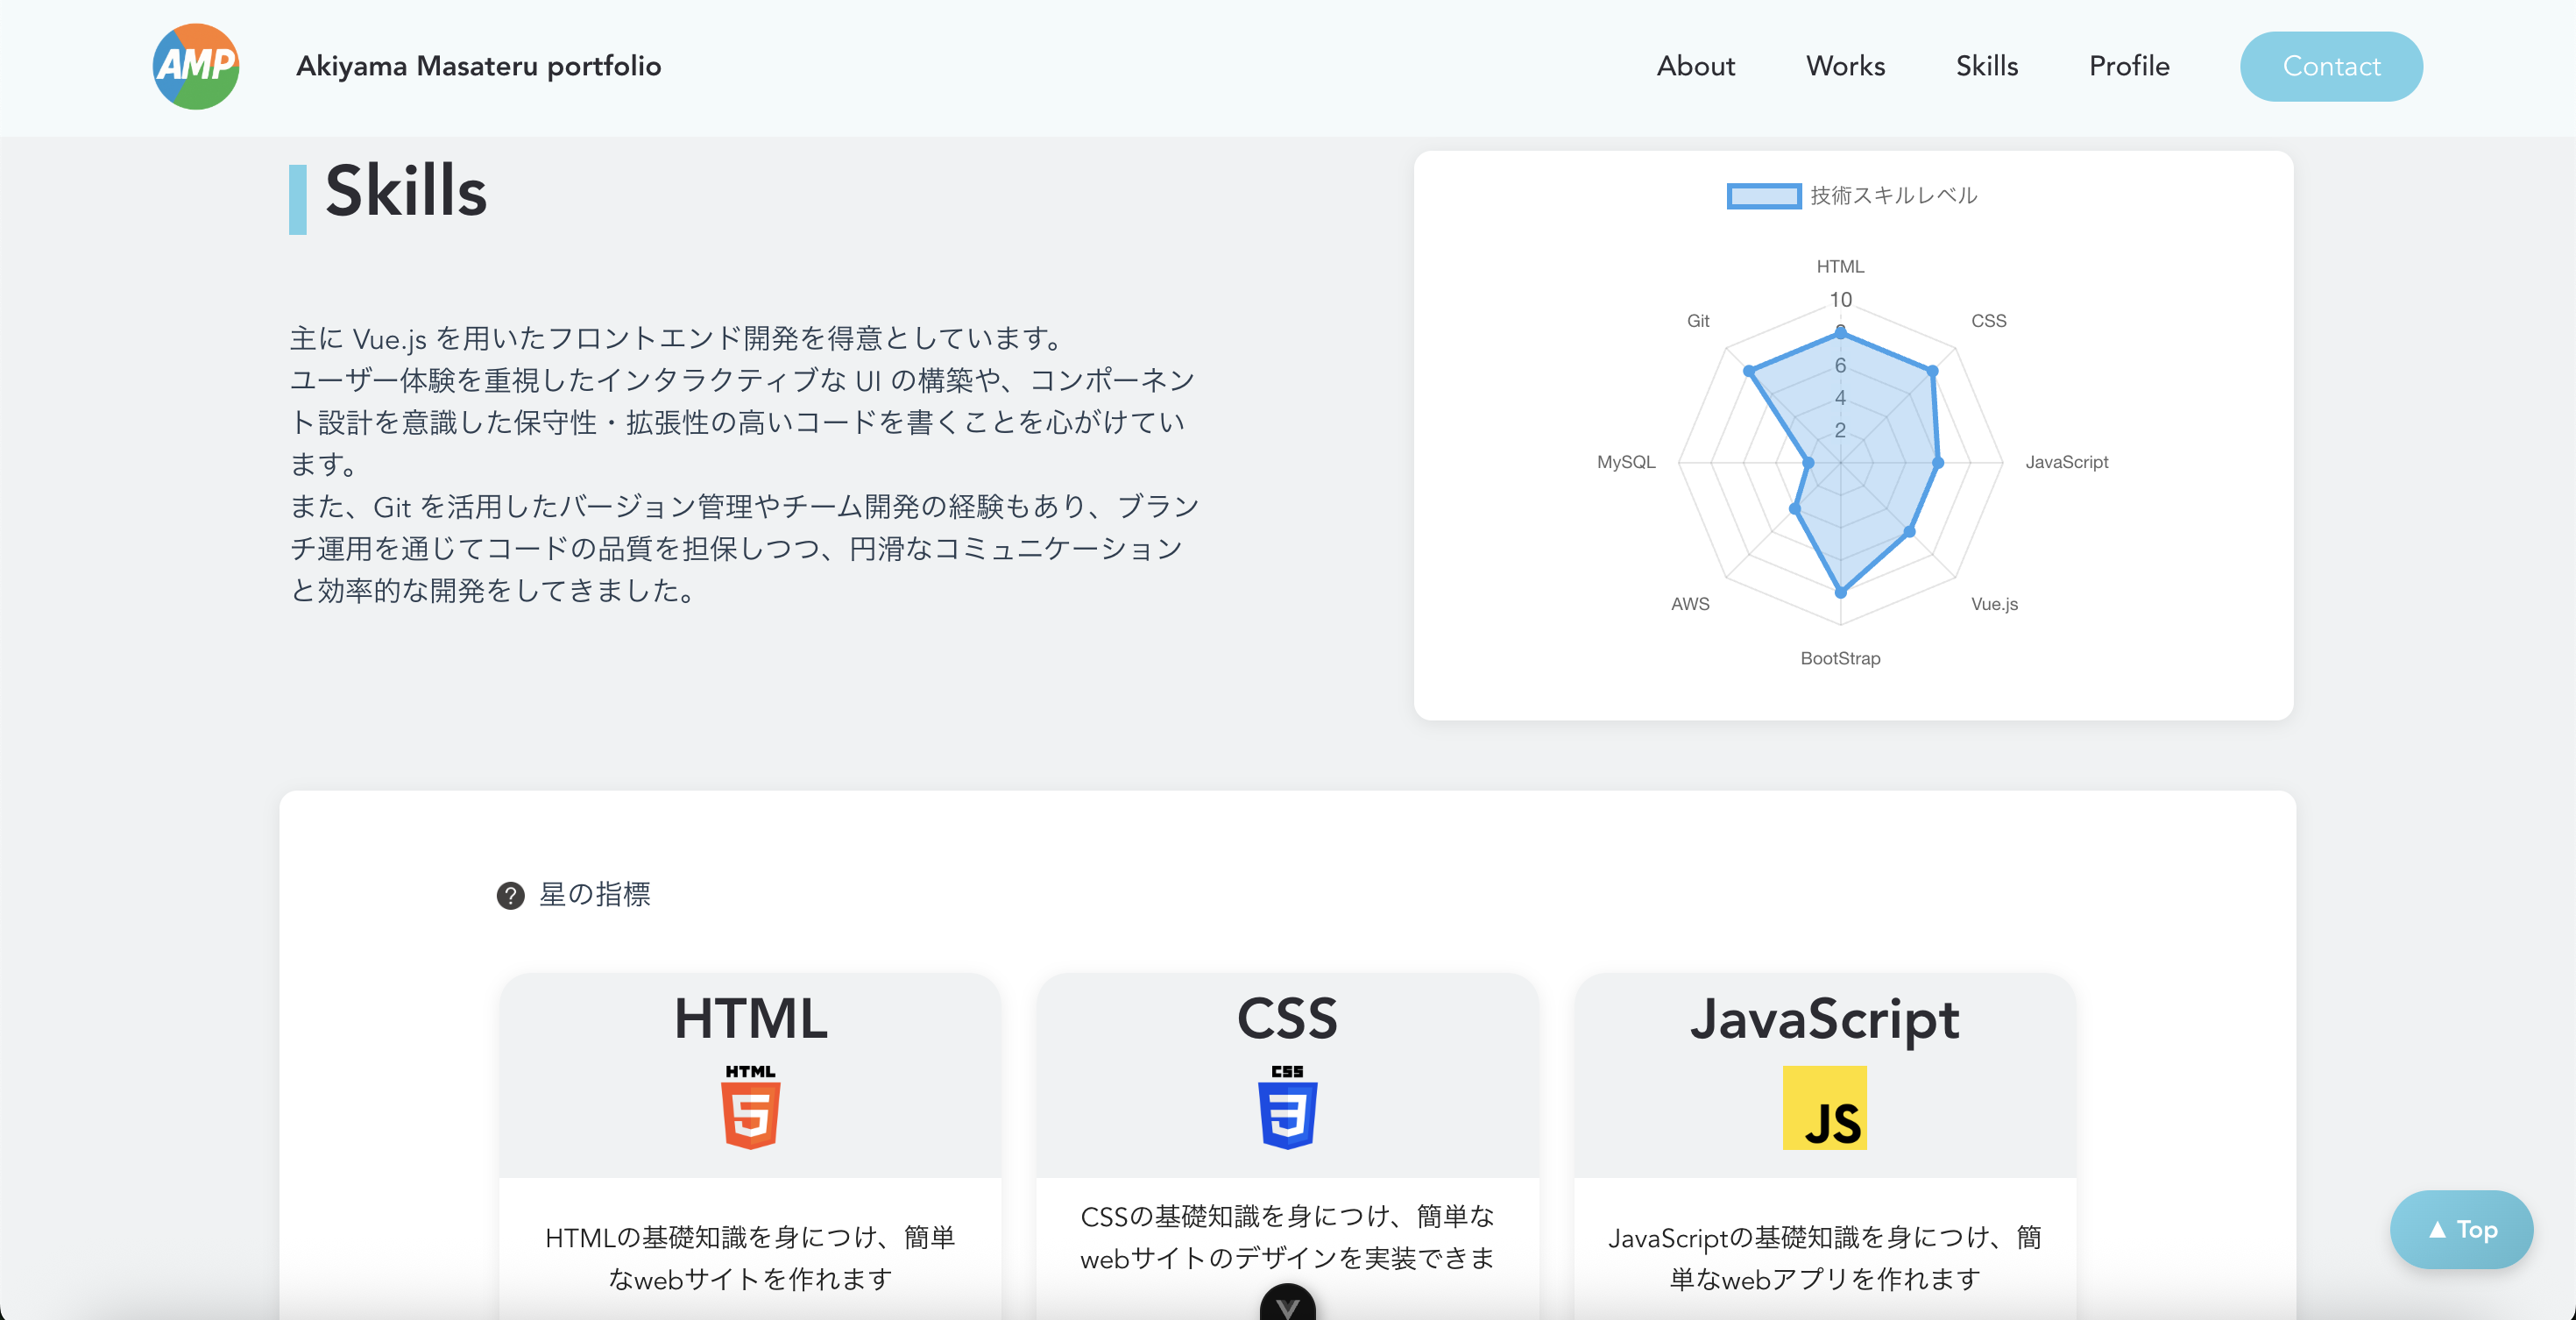 AMP
Akiyama Masateru portfolio
About
Works
Skills
Profile
Contact
Skills
主に Vue.js を用いたフロントエンド開発を得意としています。
ユーザー体験を重視したインタラクティブな UI の構築や、コンポーネン
ト設計を意識した保守性・拡張性の高いコードを書くことを心がけてい
ます。
また、Git を活用したバージョン管理やチーム開発の経験もあり、ブラン
チ運用を通じてコードの品質を担保しつつ、円滑なコミュニケーション
と効率的な開発をしてきました。
技術スキルレベル
HTML
10
Git
CSS
6
4
2
MySQL
JavaScript
AWS
Vue.js
BootStrap
? 星の指標
HTML
HTML
5
HTMLの基礎知識を身につけ、簡単
なwebサイトを作れます
CSS
CSS
3
CSSの基礎知識を身につけ、簡単な
webサイトのデザインを実装できま
JavaScript
JS
JavaScriptの基礎知識を身につけ、簡
単なwebアプリを作れます
▲ Top